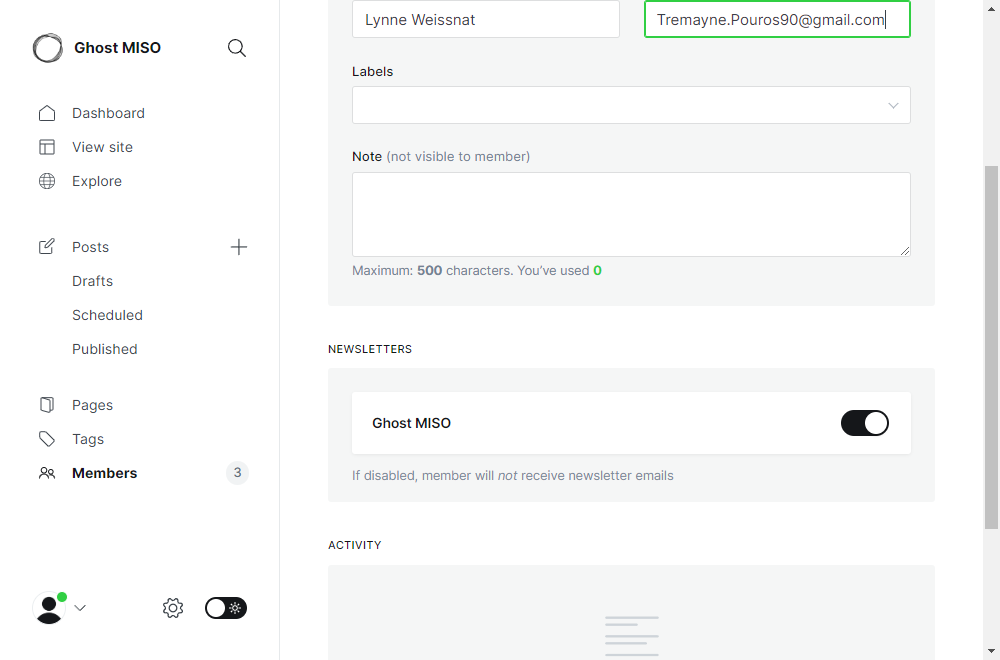 Ghost MISO
Dashboard
View site
Explore
Posts
Drafts
Scheduled
Published
Pages
Tags
Members 3
Lynne Weissnat
Tremayne.Pouros90@gmail.com
Labels
Note (not visible to member)
Maximum: 500 characters. You've used 0
NEWSLETTERS
Ghost MISO
If disabled, member will not receive newsletter emails
ACTIVITY